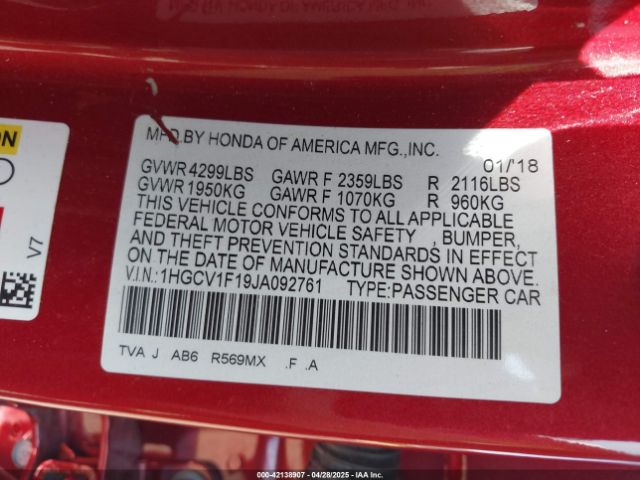 ON
V7
MFD.BY HONDA OF AMERICA MFG.,INC. 01/'18
GVWR 4299LBS GAWR F 2359LBS R 2116LBS
GVWR 1950KG GAWR F 1070KG R 960KG
THIS VEHICLE CONFORMS TO ALL APPLICABLE
FEDERAL MOTOR VEHICLE SAFETY , BUMPER,
AND THEFT PREVENTION STANDARDS IN EFFECT
ON THE DATE OF MANUFACTURE SHOWN ABOVE.
V.I.N.:1HGCV1F19JA092761 TYPE:PASSENGER CAR
TVA J AB6 R569MX .F .A
000-42138907 - 04/28/2025 - IAA Inc.